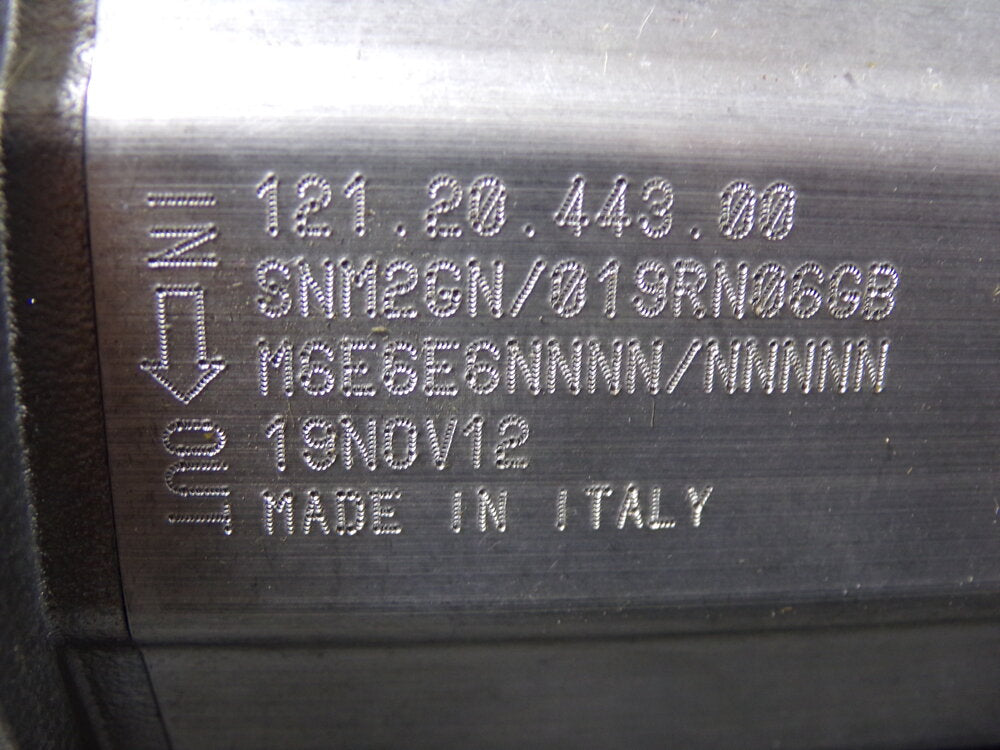 IN
OUT
121.20.443.00
SNM2GN/019RN06GB
M6E6E6NNNN/NNNNN
19NOV12
MADE IN ITALY